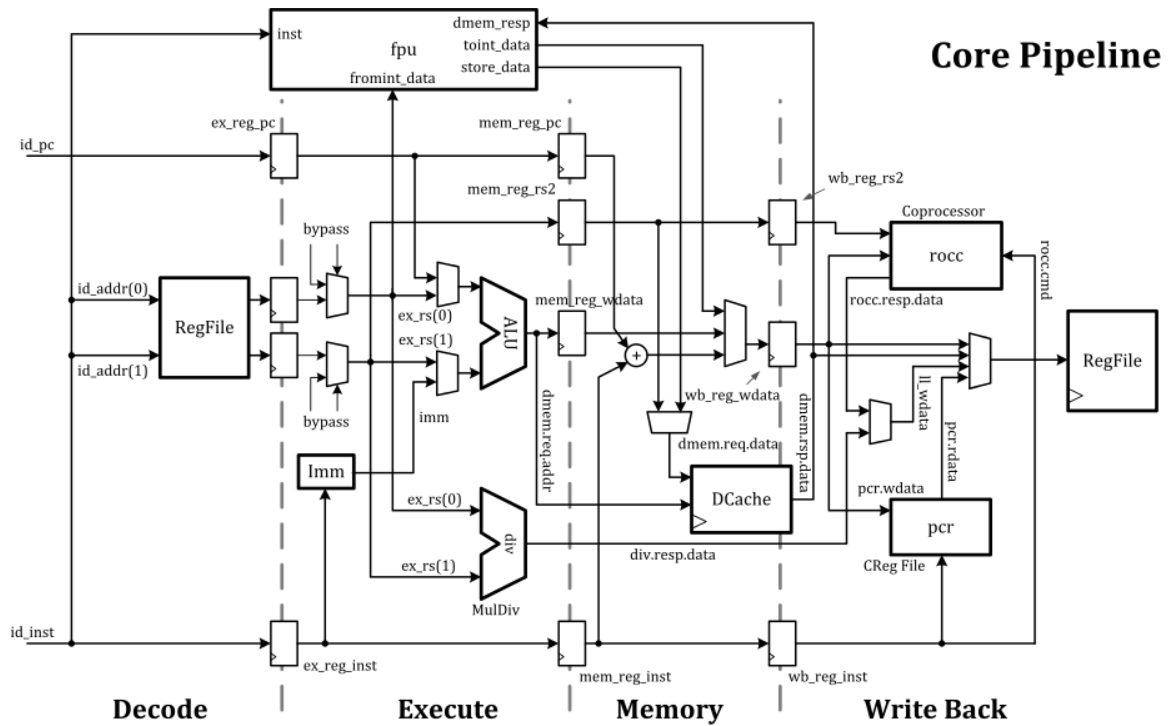 Core Pipeline
dmem_resp
inst
toint_data
fpu
store_data
fromint_data
ex_reg_pc
mem_reg_pc
id_pc
mem_reg_rs2
wb_reg_rs2
Coprocessor
bypass
rocc
rocc.cmd
id_addr(0)
RegFile
mem_reg_wdata
rocc.resp.data
ex_rs(0)
ALU
ex_rs(1)
+
RegFile
id_addr(1)
wb_reg_wdata
ll_wdata
bypass
imm
dmem.req.addr
dmem.req.data
dmem.rsp.data
pcr.rdata
Imm
DCache
pcr.wdata
ex_rs(0)
div
pcr
div.resp.data
ex_rs(1)
CReg File
MulDiv
id_inst
ex_reg_inst
mem_reg_inst
wb_reg_inst
Decode
Execute
Memory
Write Back